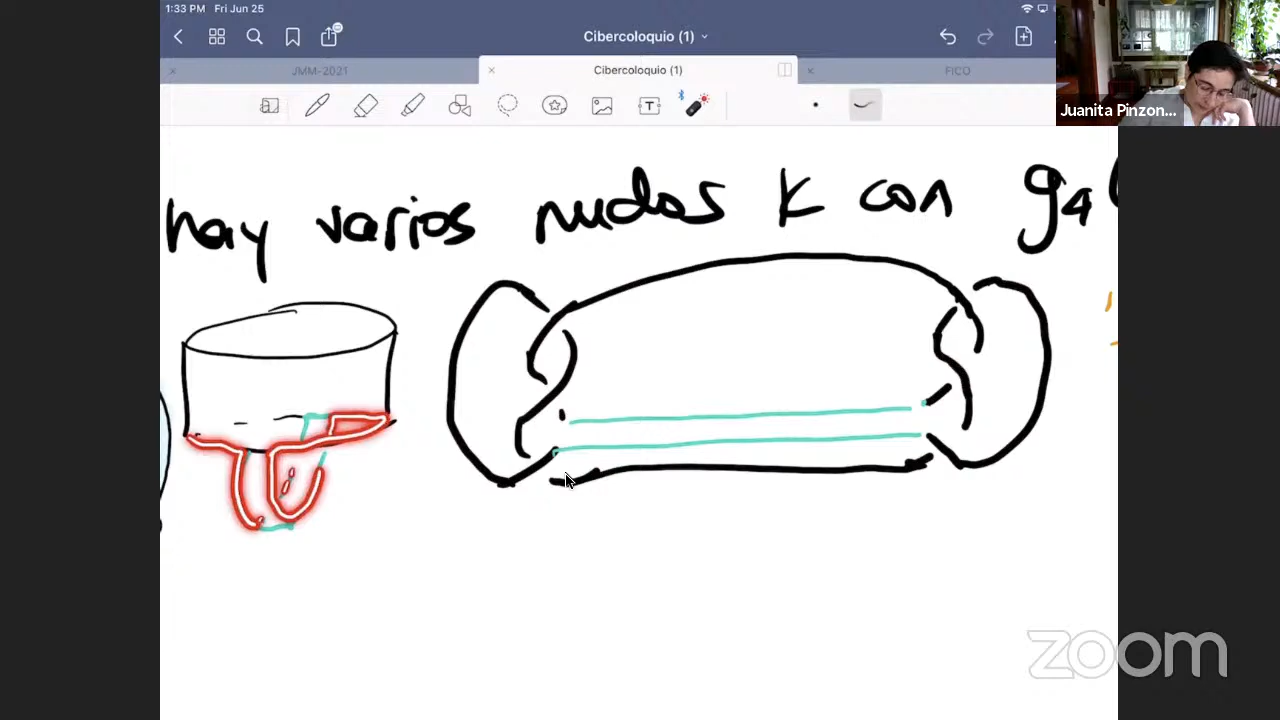 1:33 PM Fri Jun 25
Cibercoloquio (1)
JMM-2021
Cibercoloquio (1)
FICO
T
Juanita Pinzon...
hay varios nudos K con g4(
zoom